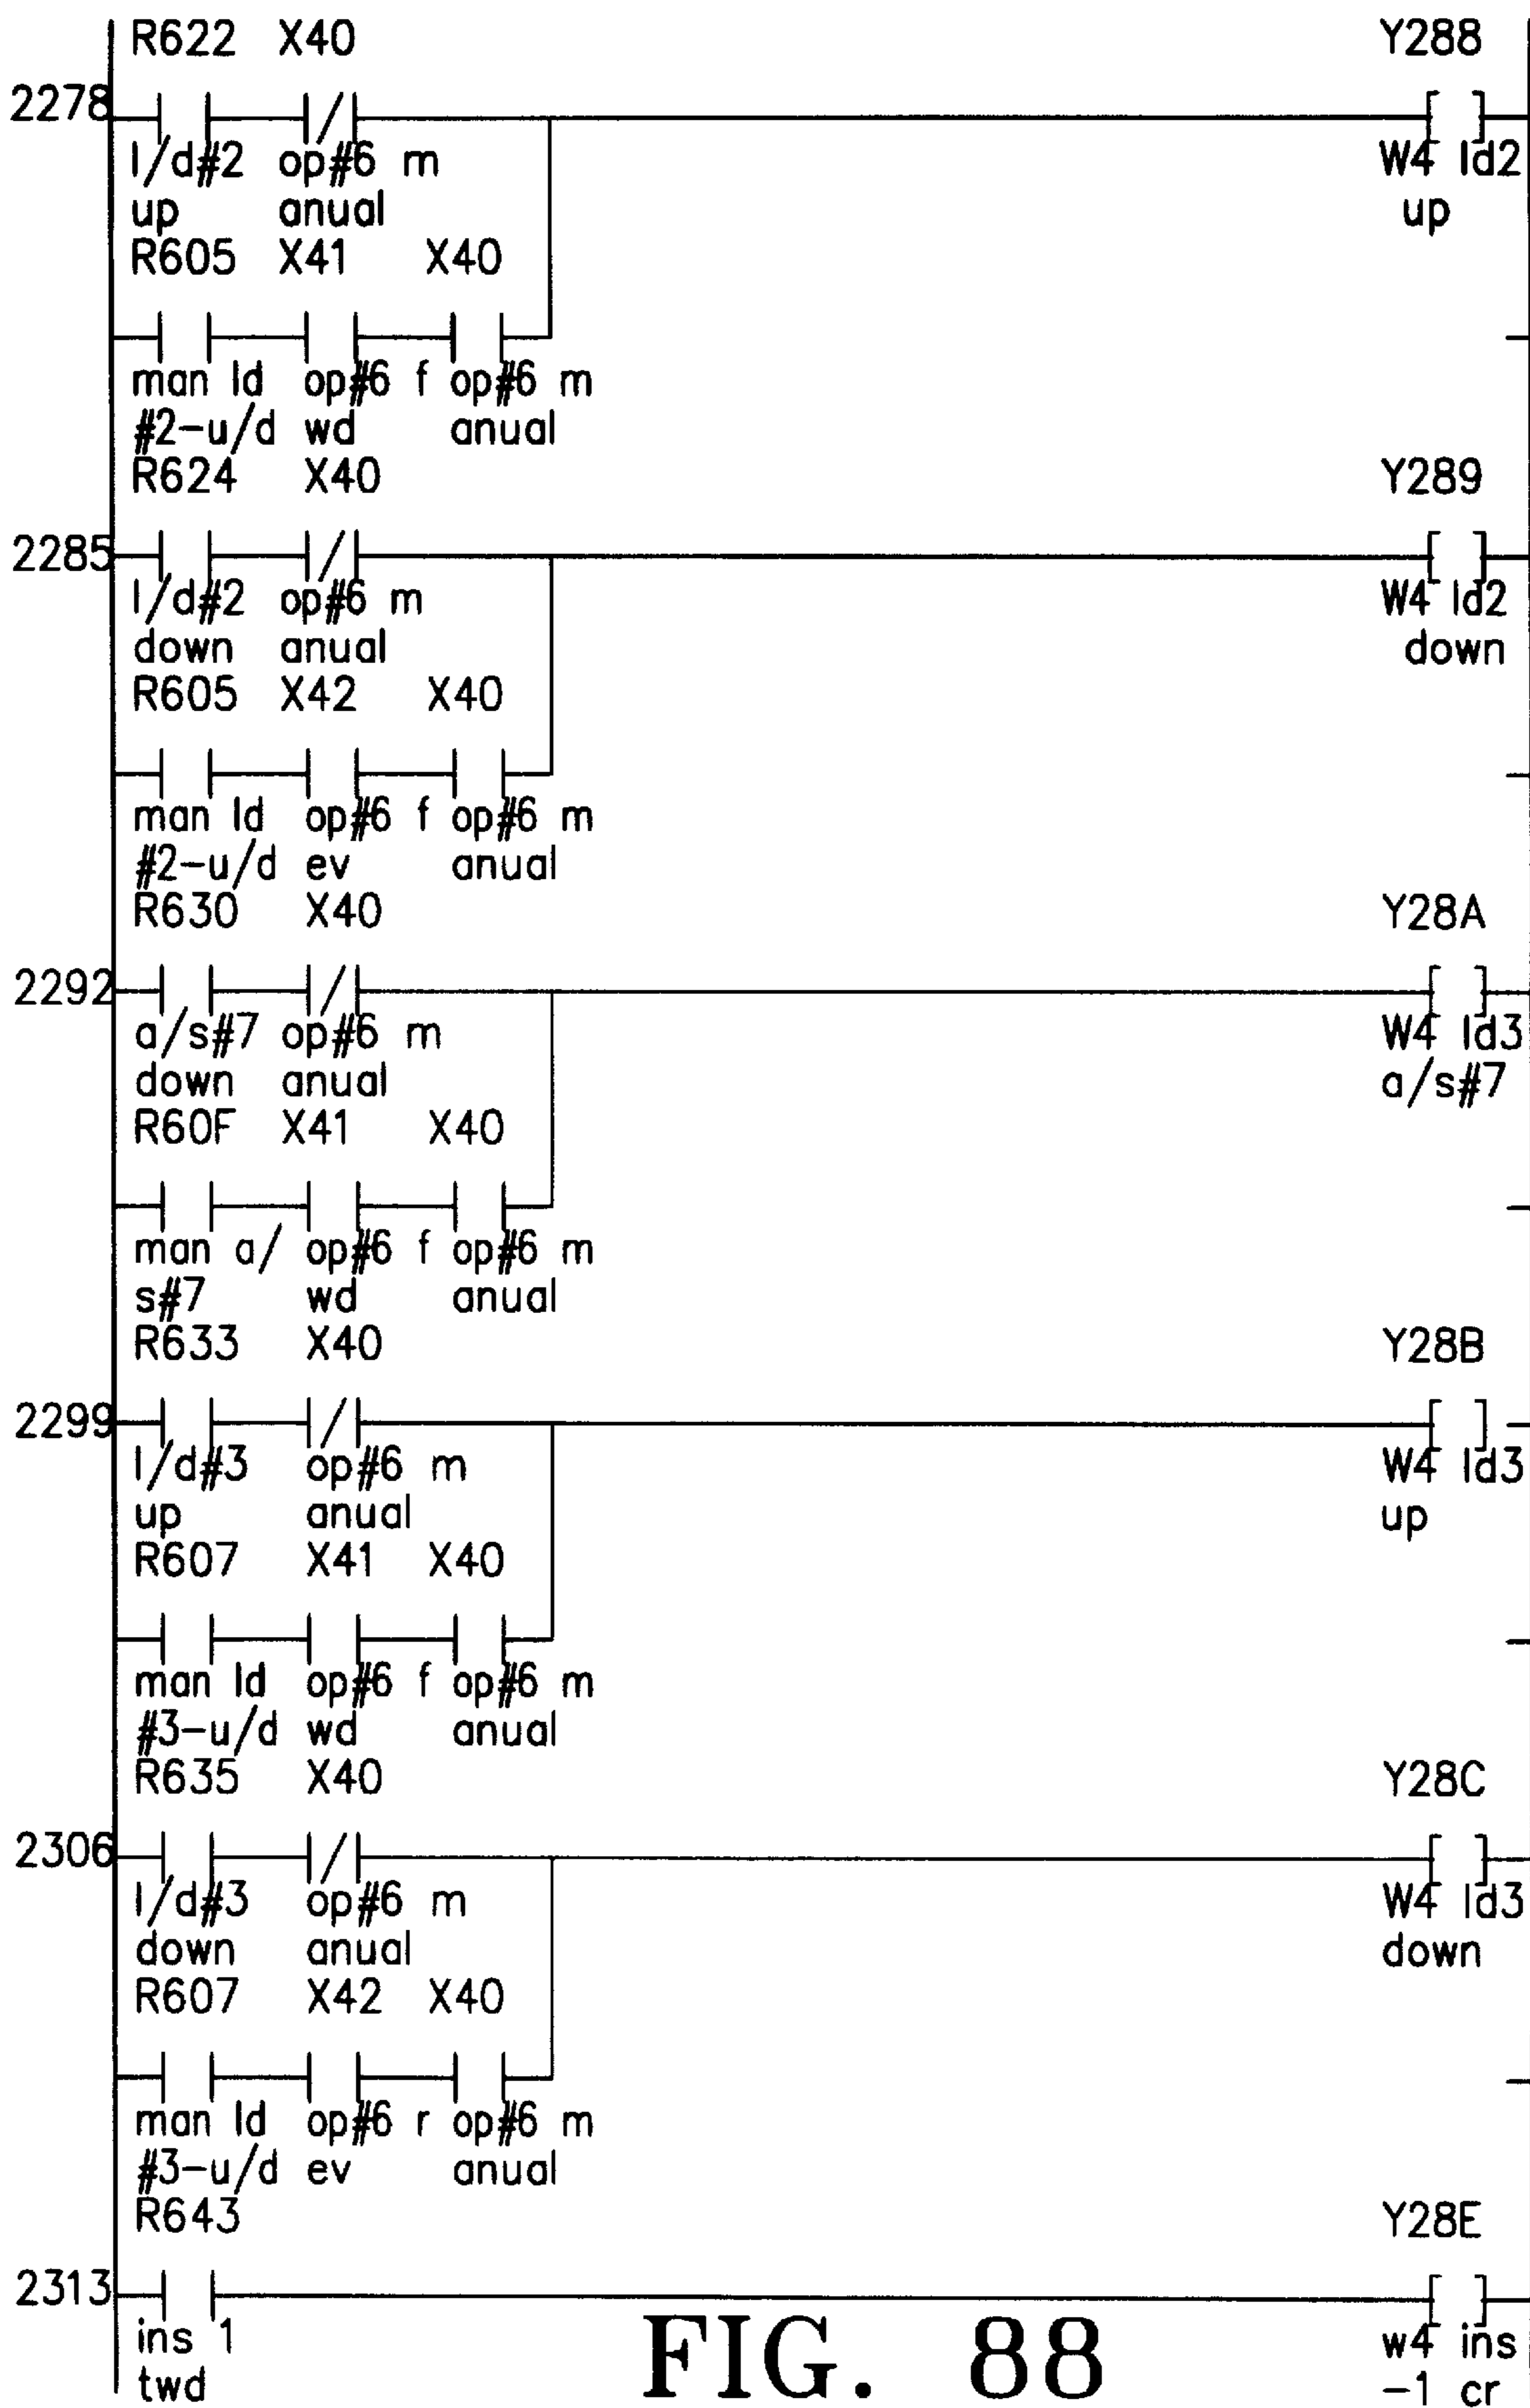 R622 X40 Y288
2278
l/d#2 op#6 m W4 ld2
up anual up
R605 X41 X40
man ld op#6 f op#6 m
#2-u/d wd anual
R624 X40 Y289
2285
l/d#2 op#6 m W4 ld2
down anual down
R605 X42 X40
man ld op#6 f op#6 m
#2-u/d ev anual
R630 X40 Y28A
2292
a/s#7 op#6 m W4 ld3
down anual a/s#7
R60F X41 X40
man a/ op#6 f op#6 m
s#7 wd anual
R633 X40 Y28B
2299
l/d#3 op#6 m W4 ld3
up anual up
R607 X41 X40
man ld op#6 f op#6 m
#3-u/d wd anual
R635 X40 Y28C
2306
l/d#3 op#6 m W4 ld3
down anual down
R607 X42 X40
man ld op#6 r op#6 m
#3-u/d ev anual
R643 Y28E
2313
ins 1 w4 ins
twd -1 cr
FIG. 88